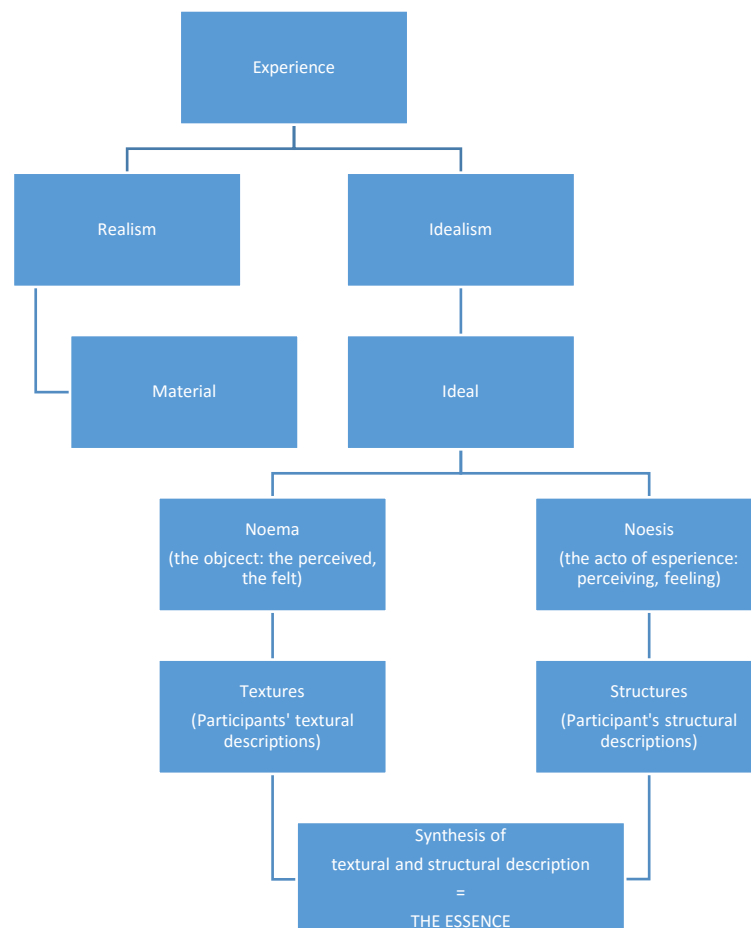 Experience
Realism
Idealism
Material
Ideal
Noema
(the objcect: the perceived,
the felt)
Noesis
(the acto of esperience:
perceiving, feeling)
Textures
(Participants' textural
descriptions)
Structures
(Participant's structural
descriptions)
Synthesis of
textural and structural description
=
THE ESSENCE